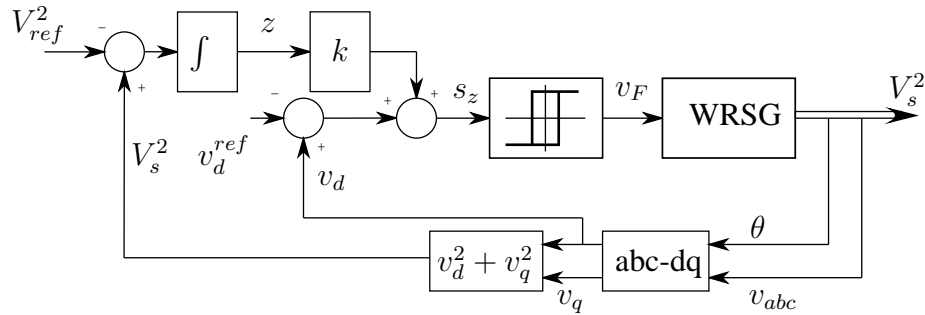 V_{ref}^2
-
+
∫
z
k
-
+
+
+
s_z
v_F
WRSG
V_s^2
V_s^2
v_d^{ref}
v_d
θ
v_d^2 + v_q^2
abc-dq
v_q
v_{abc}